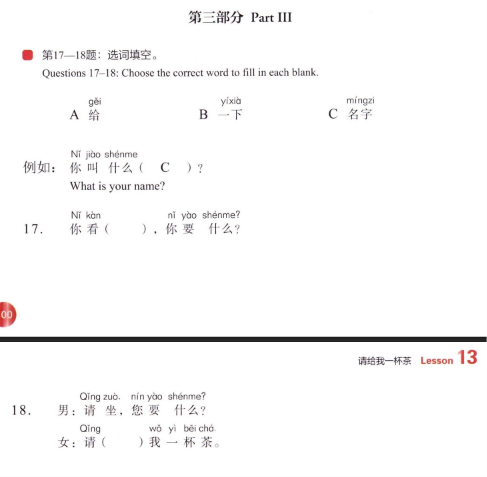 第三部分 Part III
第17—18题：选词填空。
Questions 17–18: Choose the correct word to fill in each blank.
gěi yíxià míngzi
A 给 B 一下 C 名字
Nǐ jiào shénme
例如： 你 叫 什么（ C ）？
What is your name?
Nǐ kàn nǐ yào shénme?
17. 你 看（ ），你 要 什么？
00
请给我一杯茶 Lesson 13
Qǐng zuò, nín yào shénme?
18. 男：请 坐，您 要 什么？
Qǐng wǒ yì bēi chá.
女：请（ ）我 一 杯 茶。